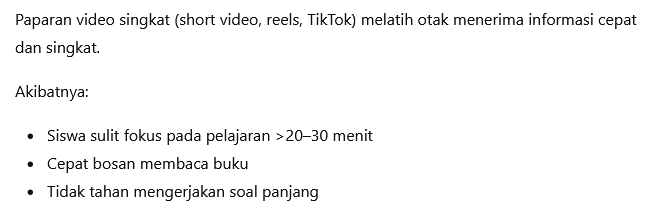 Paparan video singkat (short video, reels, TikTok) melatih otak menerima informasi cepat
dan singkat.
Akibatnya:
• Siswa sulit fokus pada pelajaran >20–30 menit
• Cepat bosan membaca buku
• Tidak tahan mengerjakan soal panjang